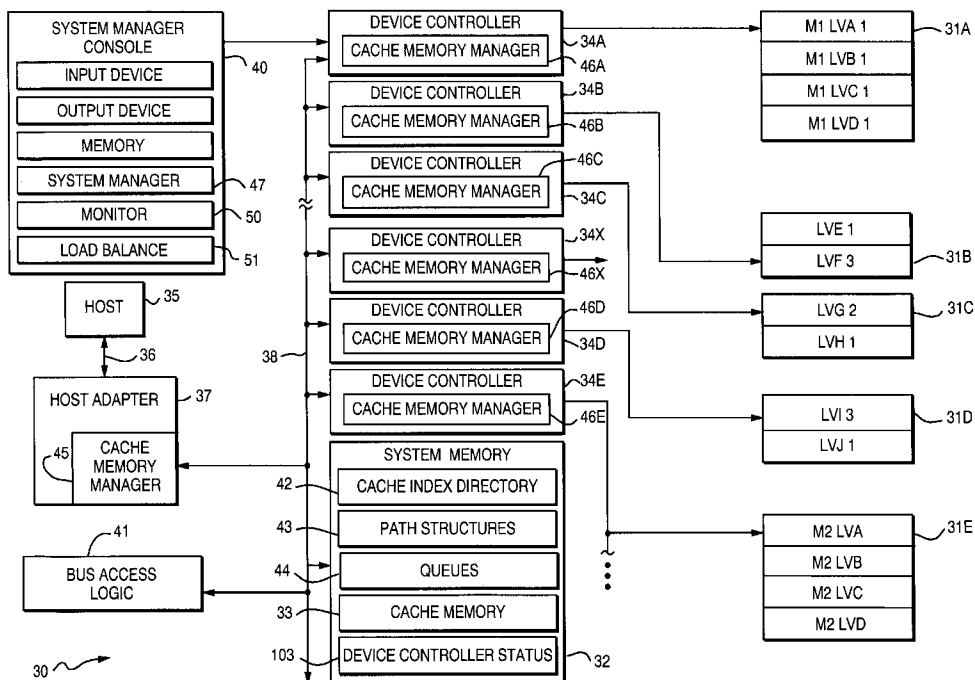 SYSTEM MANAGER
CONSOLE
40
INPUT DEVICE
OUTPUT DEVICE
MEMORY
SYSTEM MANAGER
47
MONITOR
50
LOAD BALANCE
51
HOST
35
36
HOST ADAPTER
37
45
CACHE
MEMORY
MANAGER
41
BUS ACCESS
LOGIC
30
38
DEVICE CONTROLLER
34A
CACHE MEMORY MANAGER
46A
DEVICE CONTROLLER
34B
CACHE MEMORY MANAGER
46B
DEVICE CONTROLLER
46C
CACHE MEMORY MANAGER
34C
DEVICE CONTROLLER
34X
CACHE MEMORY MANAGER
46X
DEVICE CONTROLLER
46D
CACHE MEMORY MANAGER
34D
DEVICE CONTROLLER
34E
CACHE MEMORY MANAGER
46E
SYSTEM MEMORY
42
CACHE INDEX DIRECTORY
43
PATH STRUCTURES
44
QUEUES
33
CACHE MEMORY
103
DEVICE CONTROLLER STATUS
32
M1 LVA 1
31A
M1 LVB 1
M1 LVC 1
M1 LVD 1
LVE 1
LVF 3
31B
LVG 2
31C
LVH 1
LVI 3
31D
LVJ 1
M2 LVA
31E
M2 LVB
M2 LVC
M2 LVD